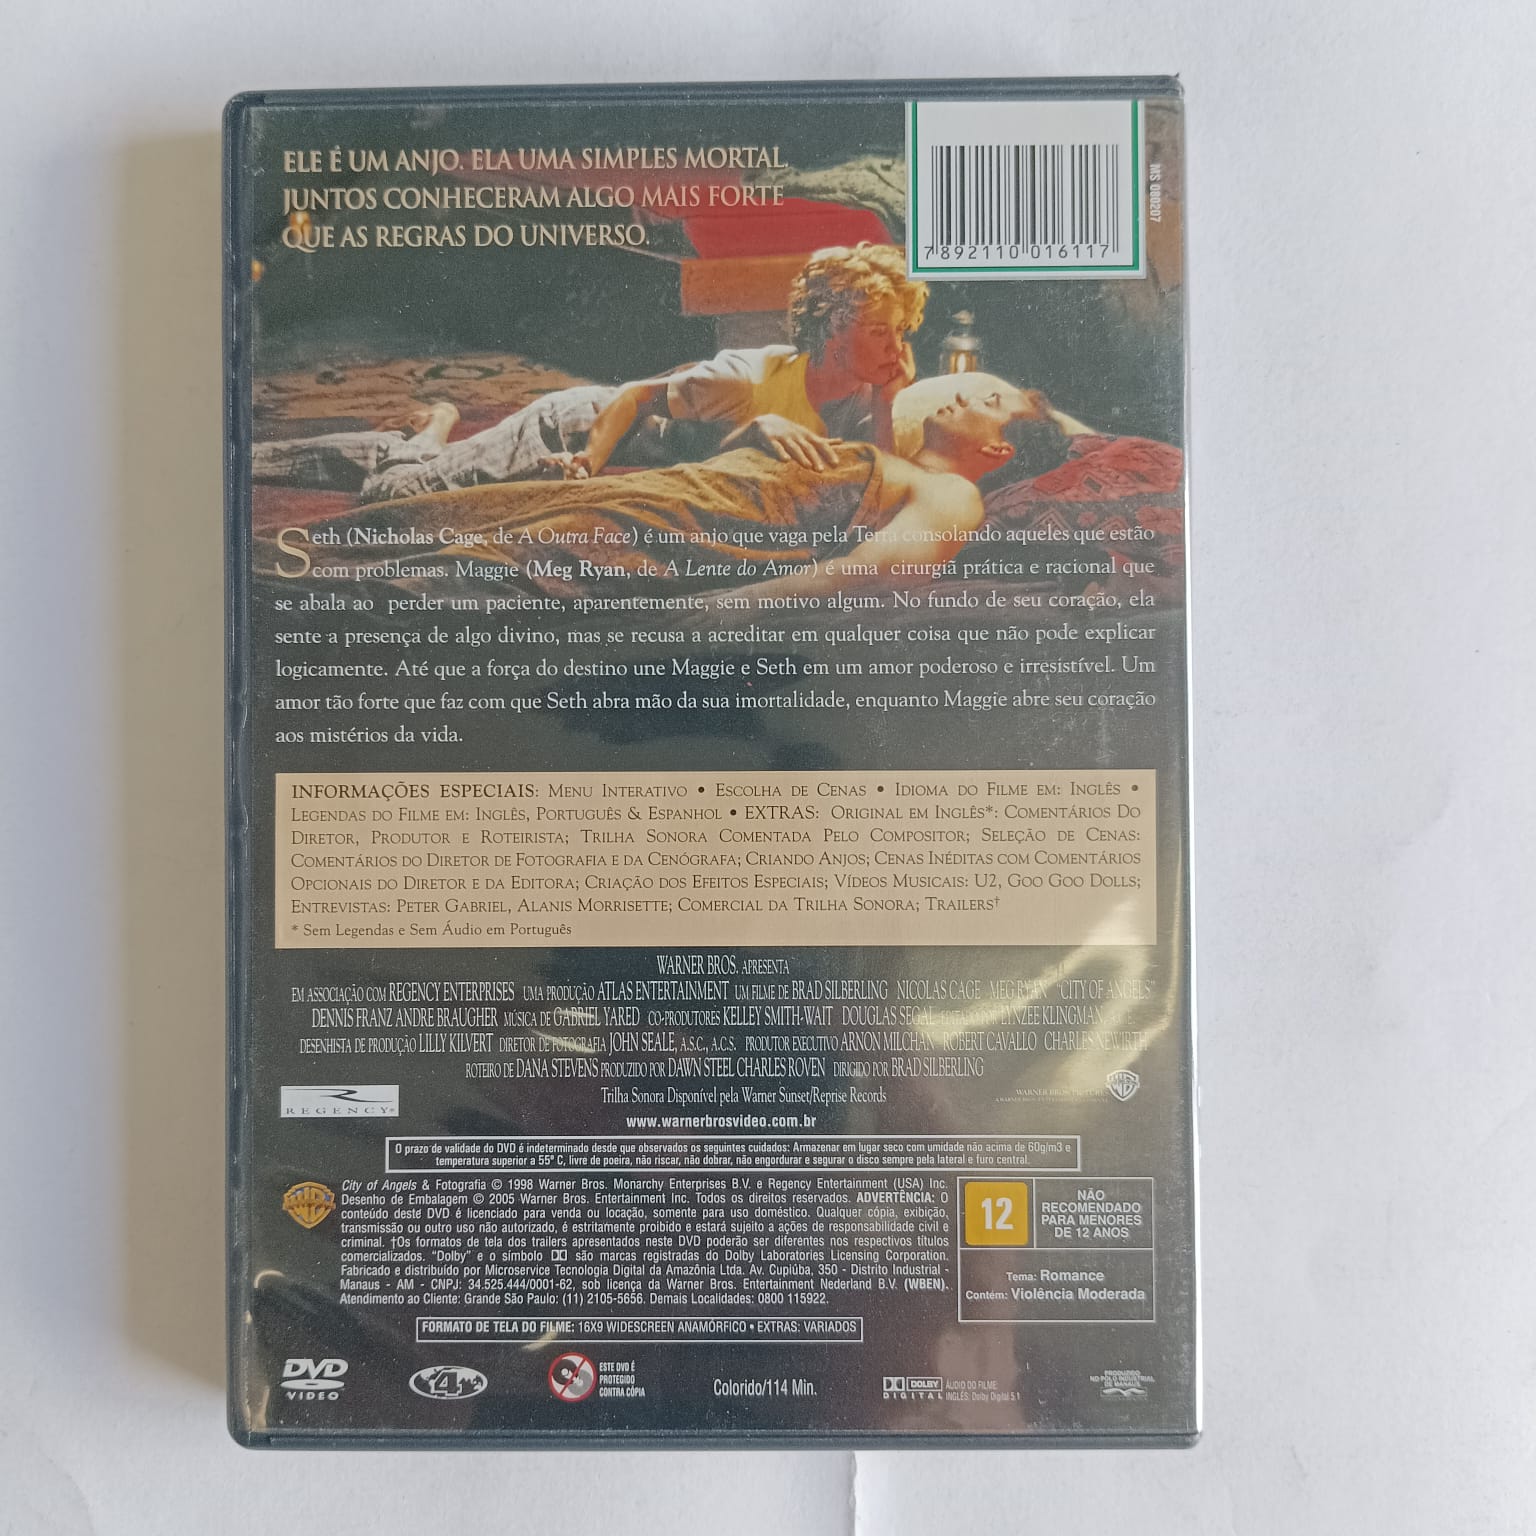 ELE É UM ANJO. ELA UMA SIMPLES MORTAL.
JUNTOS CONHECERAM ALGO MAIS FORTE
QUE AS REGRAS DO UNIVERSO.
MS 080207
7 892110 016117
Seth (Nicholas Cage, de A Outra Face) é um anjo que vaga pela Terra consolando aqueles que estão
com problemas. Maggie (Meg Ryan, de A Lente do Amor) é uma cirurgiã prática e racional que
se abala ao perder um paciente, aparentemente, sem motivo algum. No fundo de seu coração, ela
sente a presença de algo divino, mas se recusa a acreditar em qualquer coisa que não pode explicar
logicamente. Até que a força do destino une Maggie e Seth em um amor poderoso e irresistível. Um
amor tão forte que faz com que Seth abra mão da sua imortalidade, enquanto Maggie abre seu coração
aos mistérios da vida.
INFORMAÇÕES ESPECIAIS: MENU INTERATIVO • ESCOLHA DE CENAS • IDIOMA DO FILME EM: INGLÊS •
LEGENDAS DO FILME EM: INGLÊS, PORTUGUÊS & ESPANHOL • EXTRAS: ORIGINAL EM INGLÊS*: COMENTÁRIOS DO
DIRETOR, PRODUTOR E ROTEIRISTA; TRILHA SONORA COMENTADA PELO COMPOSITOR; SELEÇÃO DE CENAS:
COMENTÁRIOS DO DIRETOR DE FOTOGRAFIA E DA CENÓGRAFA; CRIANDO ANJOS; CENAS INÉDITAS COM COMENTÁRIOS
OPCIONAIS DO DIRETOR E DA EDITORA; CRIAÇÃO DOS EFEITOS ESPECIAIS; VÍDEOS MUSICAIS: U2, GOO GOO DOLLS;
ENTREVISTAS: PETER GABRIEL, ALANIS MORRISETTE; COMERCIAL DA TRILHA SONORA; TRAILERS†
* Sem Legendas e Sem Áudio em Português
WARNER BROS. APRESENTA
EM ASSOCIAÇÃO COM REGENCY ENTERPRISES UMA PRODUÇÃO ATLAS ENTERTAINMENT UM FILME DE BRAD SILBERLING NICOLAS CAGE MEG RYAN "CITY OF ANGELS"
DENNIS FRANZ ANDRE BRAUGHER MÚSICA DE GABRIEL YARED CO-PRODUTORES KELLEY SMITH-WAIT DOUGLAS SEGAL EDITADO POR LYNZEE KLINGMAN,
DESENHISTA DE PRODUÇÃO LILLY KILVERT DIRETOR DE FOTOGRAFIA JOHN SEALE, A.S.C., A.C.S. PRODUTOR EXECUTIVO ARNON MILCHAN ROBERT CAVALLO CHARLES NEWIRTH
ROTEIRO DE DANA STEVENS PRODUZIDO POR DAWN STEEL CHARLES ROVEN DIRIGIDO POR BRAD SILBERLING
REGENCY®
Trilha Sonora Disponível pela Warner Sunset/Reprise Records
WARNER BROS. PICTURES
www.warnerbrosvideo.com.br
O prazo de validade do DVD é indeterminado desde que observados os seguintes cuidados: Armazenar em lugar seco com umidade não acima de 60g/m3 e
temperatura superior a 55º C, livre de poeira, não riscar, não dobrar, não engordurar e segurar o disco sempre pela lateral e furo central.
City of Angels & Fotografia © 1998 Warner Bros. Monarchy Enterprises B.V. e Regency Entertainment (USA) Inc.
Desenho de Embalagem © 2005 Warner Bros. Entertainment Inc. Todos os direitos reservados. ADVERTÊNCIA: O
conteúdo deste DVD é licenciado para venda ou locação, somente para uso doméstico. Qualquer cópia, exibição,
transmissão ou outro uso não autorizado, é estritamente proibido e estará sujeito a ações de responsabilidade civil e
criminal. †Os formatos de tela dos trailers apresentados neste DVD poderão ser diferentes nos respectivos títulos
comercializados. "Dolby" e o símbolo são marcas registradas do Dolby Laboratories Licensing Corporation.
Fabricado e distribuído por Microservice Tecnologia Digital da Amazônia Ltda. Av. Cupiúba, 350 - Distrito Industrial -
Manaus - AM - CNPJ: 34.525.444/0001-62, sob licença da Warner Bros. Entertainment Nederland B.V. (WBEN).
Atendimento ao Cliente: Grande São Paulo: (11) 2105-5656. Demais Localidades: 0800 115922.
12
NÃO
RECOMENDADO
PARA MENORES
DE 12 ANOS
Tema: Romance
Contém: Violência Moderada
FORMATO DE TELA DO FILME: 16X9 WIDESCREEN ANAMÓRFICO • EXTRAS: VARIADOS
DVD
VIDEO
4
ESTE DVD É
PROTEGIDO
CONTRA CÓPIA
Colorido/114 Min.
DOLBY
DIGITAL
ÁUDIO DO FILME:
INGLÊS: Dolby Digital 5.1
PRODUZIDO
NO POLO INDUSTRIAL
DE MANAUS